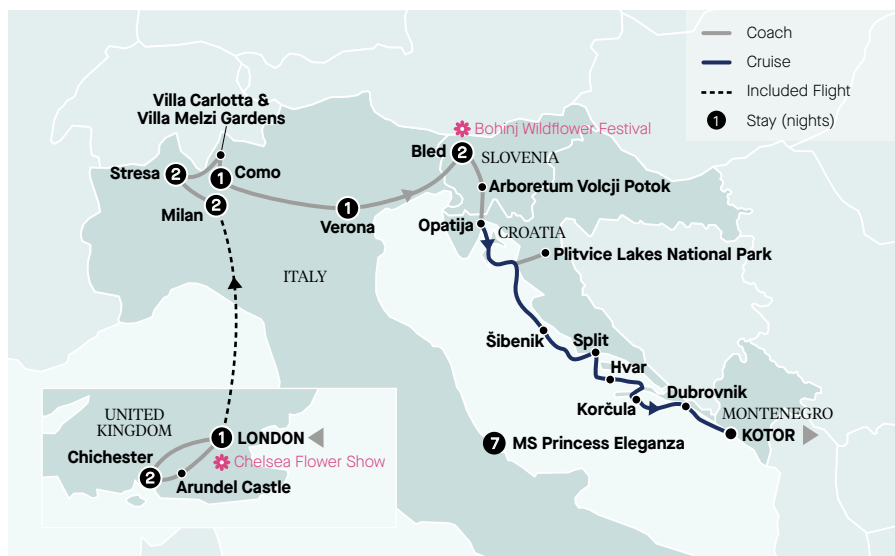 Coach
Cruise
Included Flight
1 Stay (nights)
Villa Carlotta &
Villa Melzi Gardens
Bohinj Wildflower Festival
Bled
2
SLOVENIA
Stresa
2
1
Como
Milan
2
Arboretum Volcji Potok
1
Verona
Opatija
CROATIA
Plitvice Lakes National Park
ITALY
Šibenik
Split
Hvar
Korčula
Dubrovnik
MONTENEGRO
KOTOR
7 MS Princess Eleganza
UNITED
KINGDOM
1
LONDON
Chelsea Flower Show
Chichester
2
Arundel Castle